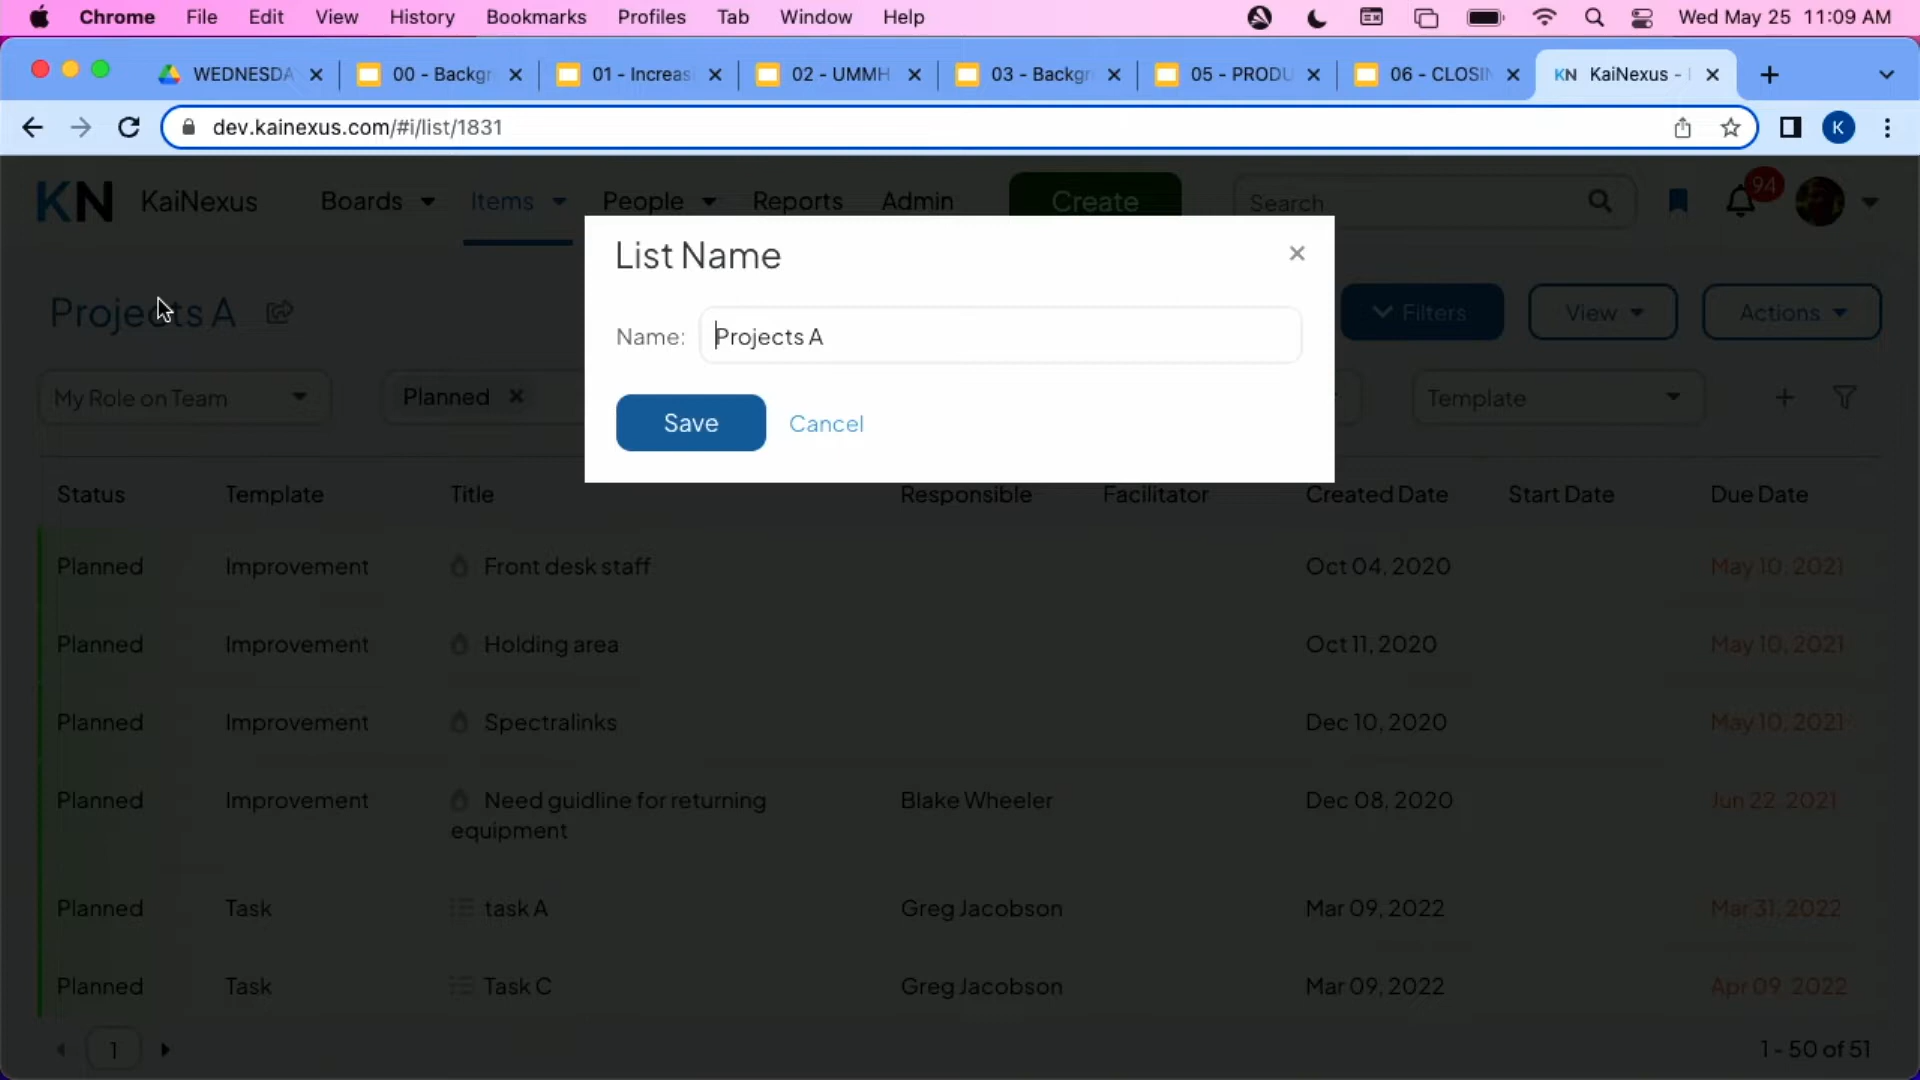 Chrome File Edit View History Bookmarks Profiles Tab Window Help Wed May 25 11:09 AM
WEDNESDA 00 - Backgr 01 - Increas 02 - UMMH 03 - Backgr 05 - PRODU 06 - CLOSIN KN KaiNexus -
dev.kainexus.com/#i/list/1831 K
KN KaiNexus Boards Items People Reports Admin Create Search 94
List Name
Projects A Filters View Actions
Name: Projects A
My Role on Team Planned Template
Save Cancel
Status Template Title Responsible Facilitator Created Date Start Date Due Date
Planned Improvement Front desk staff Oct 04, 2020 May 10, 2021
Planned Improvement Holding area Oct 11, 2020 May 10, 2021
Planned Improvement Spectralinks Dec 10, 2020 May 10, 2021
Planned Improvement Need guidline for returning Blake Wheeler Dec 08, 2020 Jun 22, 2021
equipment
Planned Task task A Greg Jacobson Mar 09, 2022 Mar 31, 2022
Planned Task Task C Greg Jacobson Mar 09, 2022 Apr 09, 2022
1 1 - 50 of 51